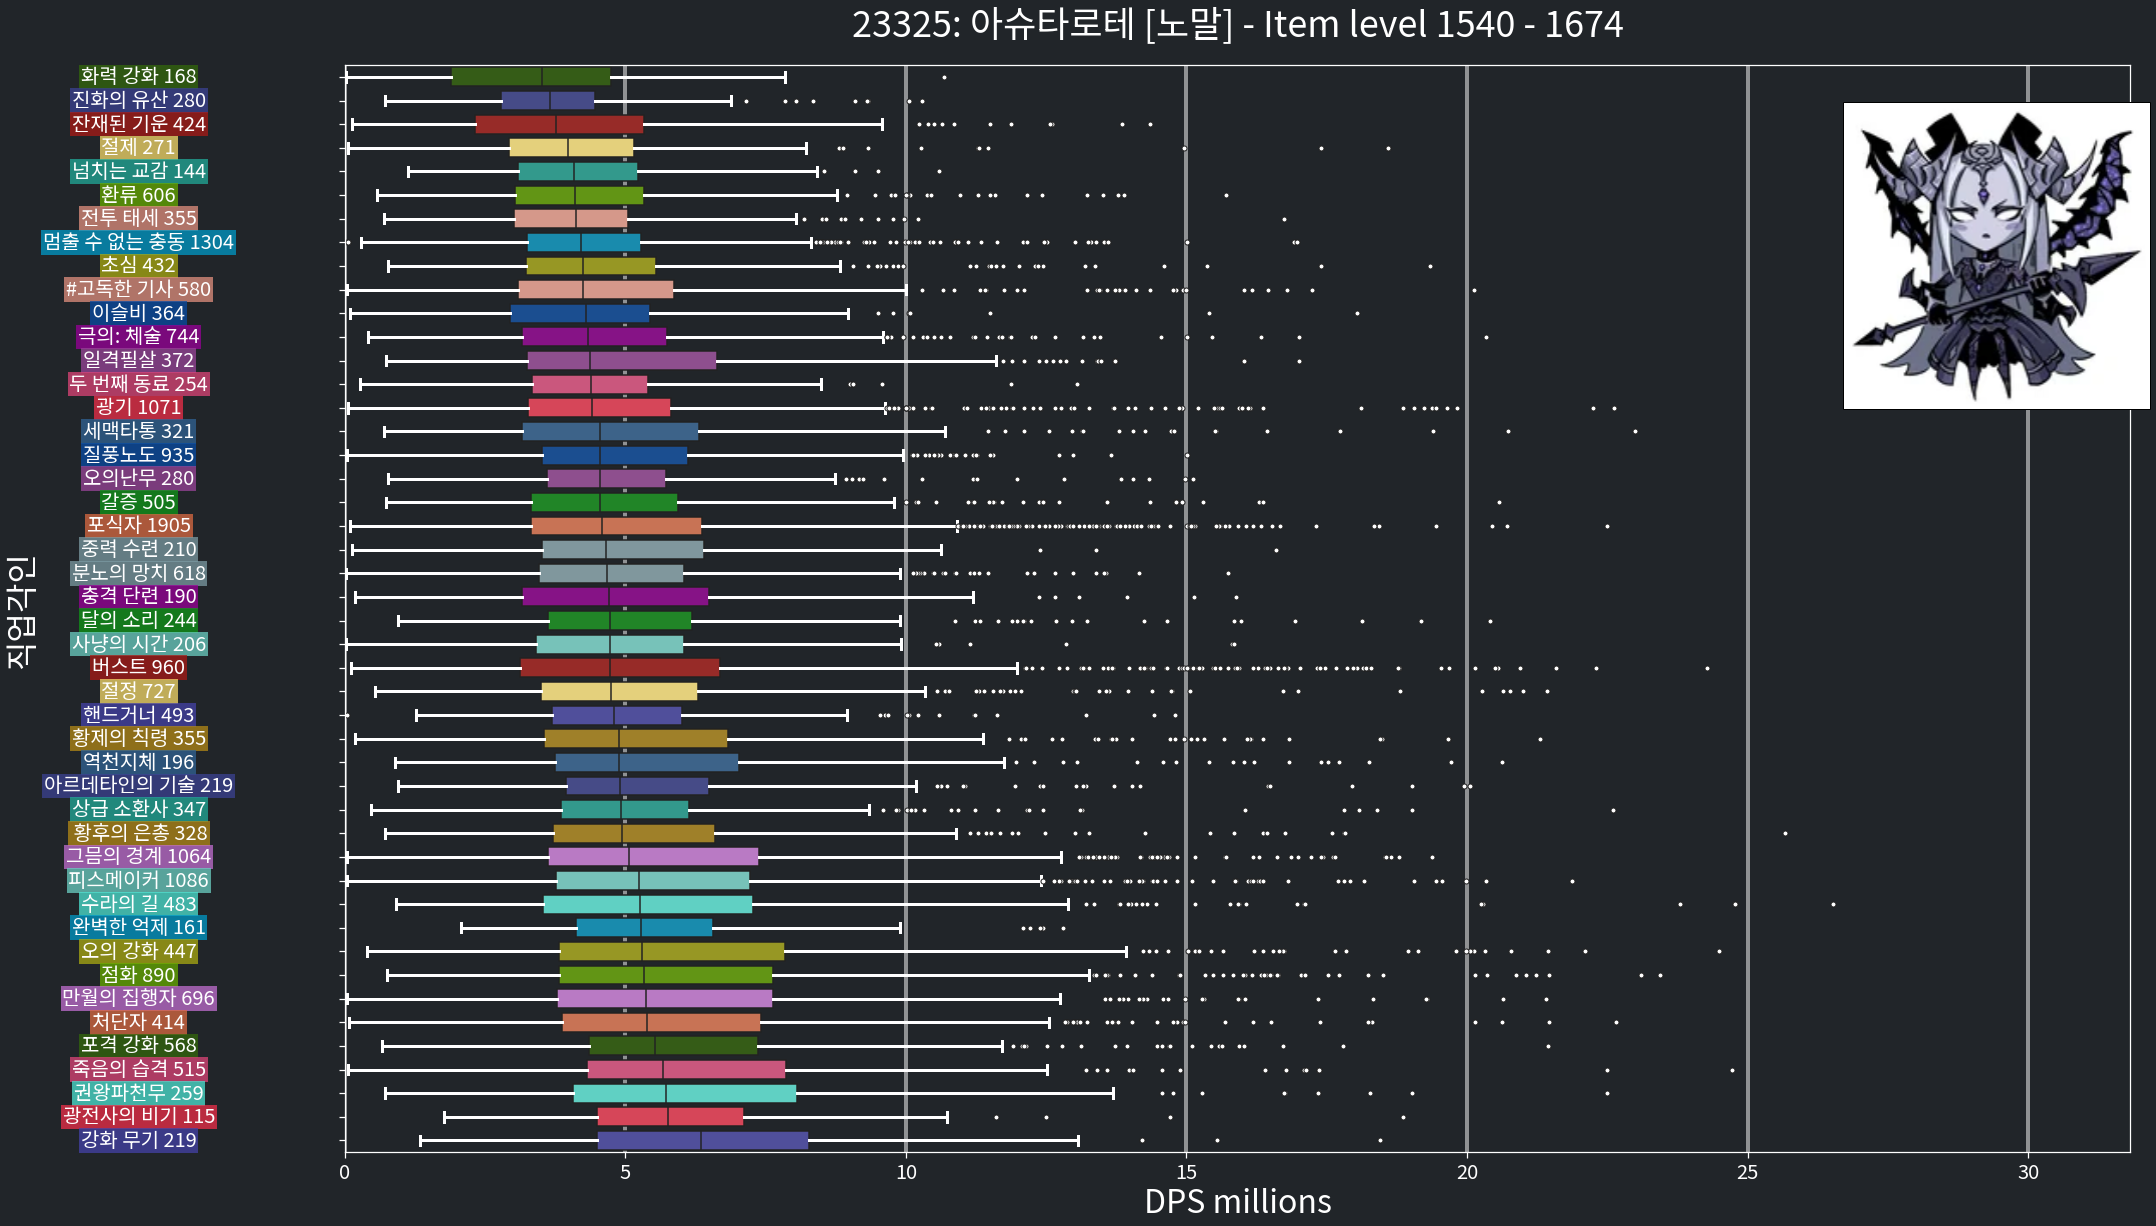 23325: 아슈타로테 [노말] - Item level 1540 - 1674
화력 강화 168
진화의 유산 280
잔재된 기운 424
절제 271
넘치는 교감 144
환류 606
전투 태세 355
멈출 수 없는 충동 1304
초심 432
#고독한 기사 580
이슬비 364
극의: 체술 744
일격필살 372
두 번째 동료 254
광기 1071
세맥타통 321
질풍노도 935
오의난무 280
갈증 505
포식자 1905
중력 수련 210
분노의 망치 618
충격 단련 190
달의 소리 244
사냥의 시간 206
버스트 960
절정 727
핸드거너 493
황제의 칙령 355
역천지체 196
아르데타인의 기술 219
상급 소환사 347
황후의 은총 328
그믐의 경계 1064
피스메이커 1086
수라의 길 483
완벽한 억제 161
오의 강화 447
점화 890
만월의 집행자 696
처단자 414
포격 강화 568
죽음의 습격 515
권왕파천무 259
광전사의 비기 115
강화 무기 219
직업각인
0 5 10 15 20 25 30
DPS millions